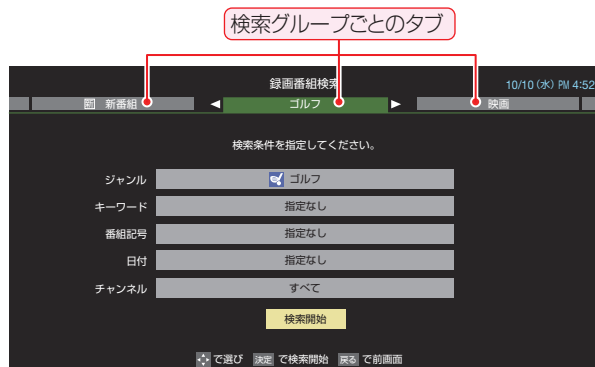 検索グループごとのタブ
録画番組検索
10/10 (水) PM 4:52
新 新番組 ◀ ゴルフ ▶ 映画
検索条件を指定してください。
ジャンル ゴルフ
キーワード 指定なし
番組記号 指定なし
日付 指定なし
チャンネル すべて
検索開始
で選び 決定 で検索開始 戻る で前画面